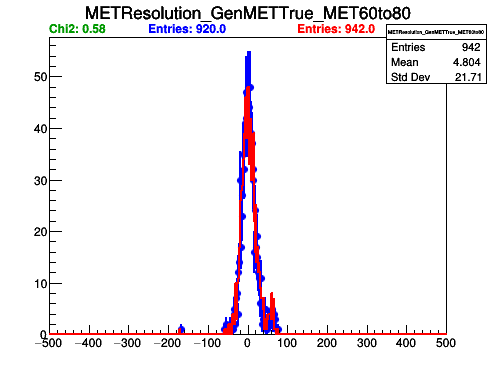 METResolution_GenMETTrue_MET60to80
Chi2: 0.58 Entries: 920.0 Entries: 942.0
METResolution_GenMETTrue_MET60to80
Entries 942
Mean 4.804
Std Dev 21.71
50
40
30
20
10
0
−500 −400 −300 −200 −100 0 100 200 300 400 500